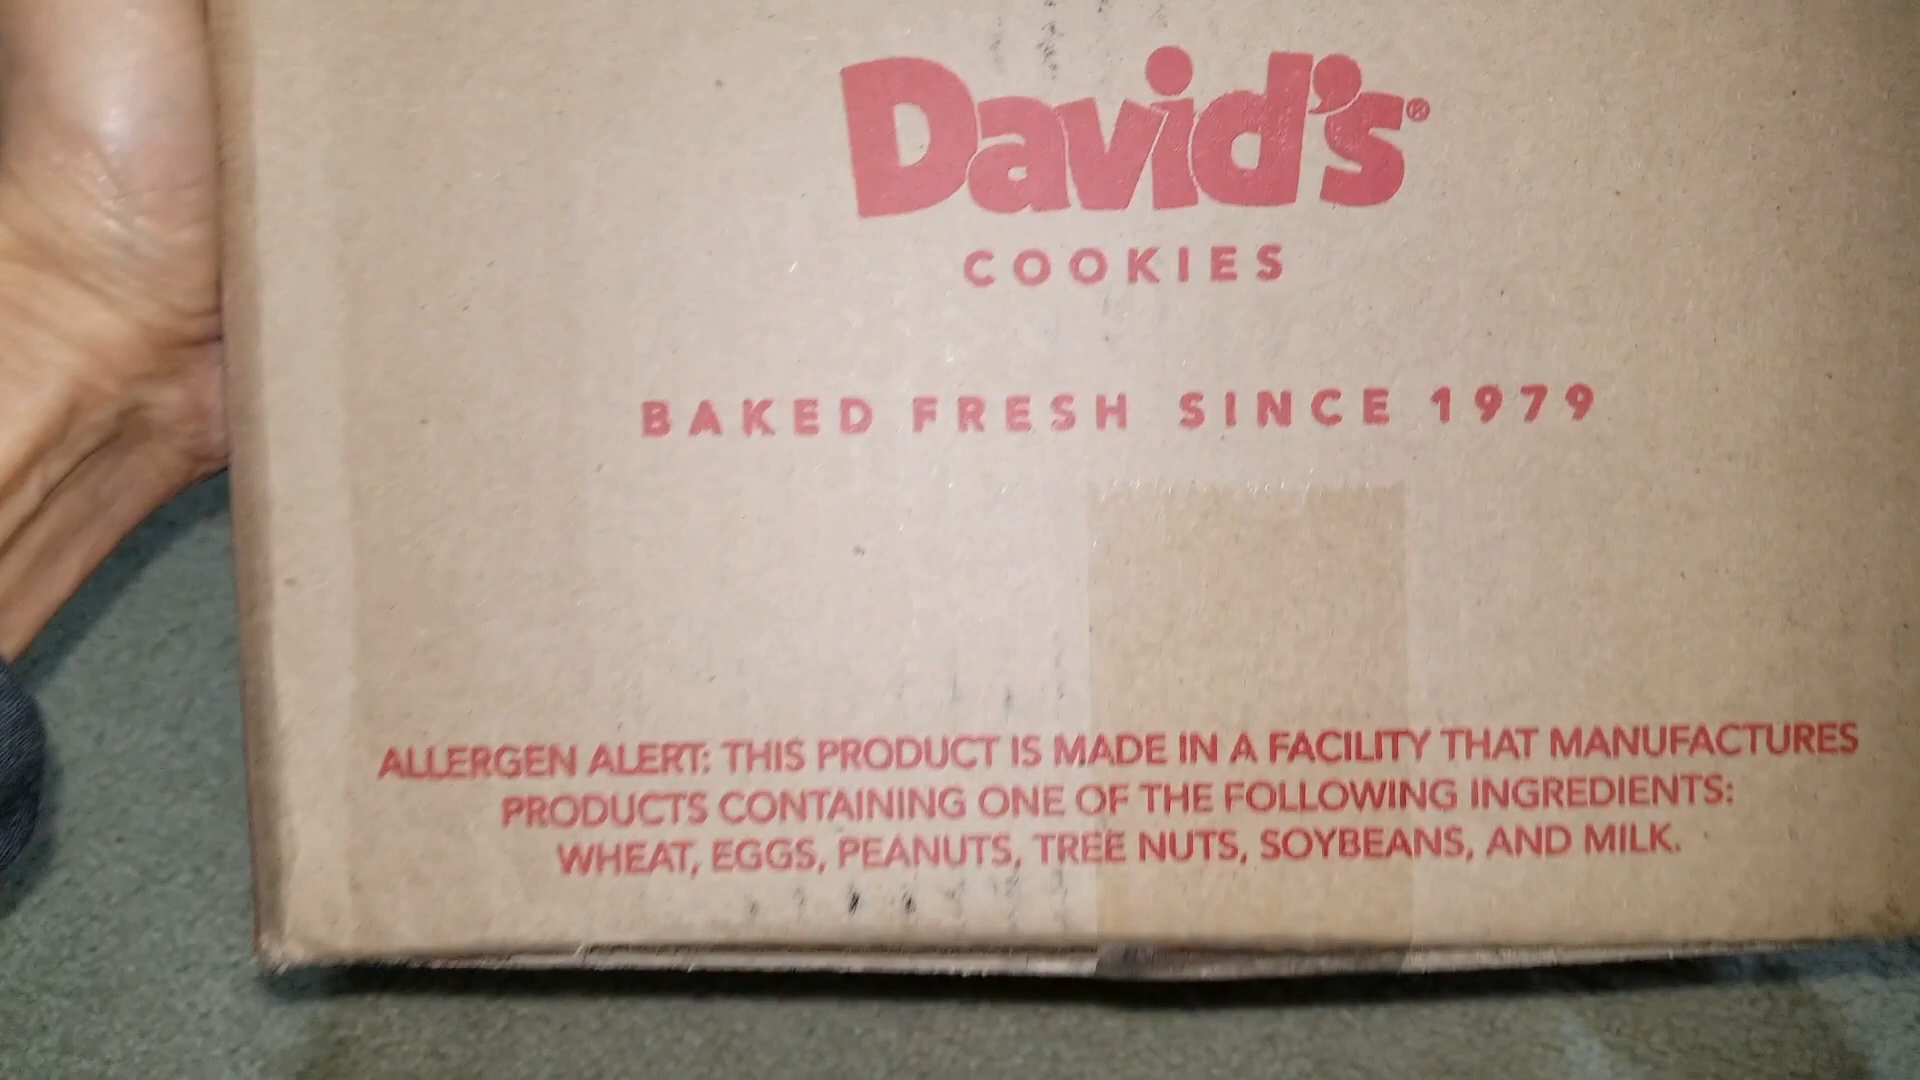 David's®
COOKIES
BAKED FRESH SINCE 1979
ALLERGEN ALERT: THIS PRODUCT IS MADE IN A FACILITY THAT MANUFACTURES
PRODUCTS CONTAINING ONE OF THE FOLLOWING INGREDIENTS:
WHEAT, EGGS, PEANUTS, TREE NUTS, SOYBEANS, AND MILK.